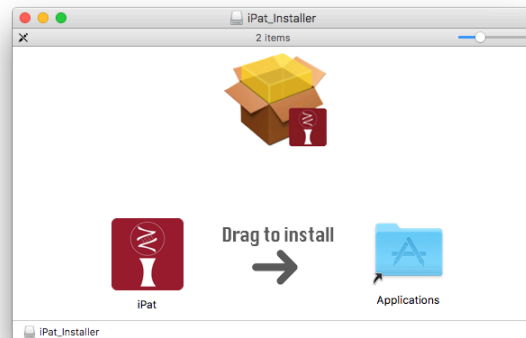 iPat_Installer
2 items
Drag to install
iPat
Applications
iPat_Installer